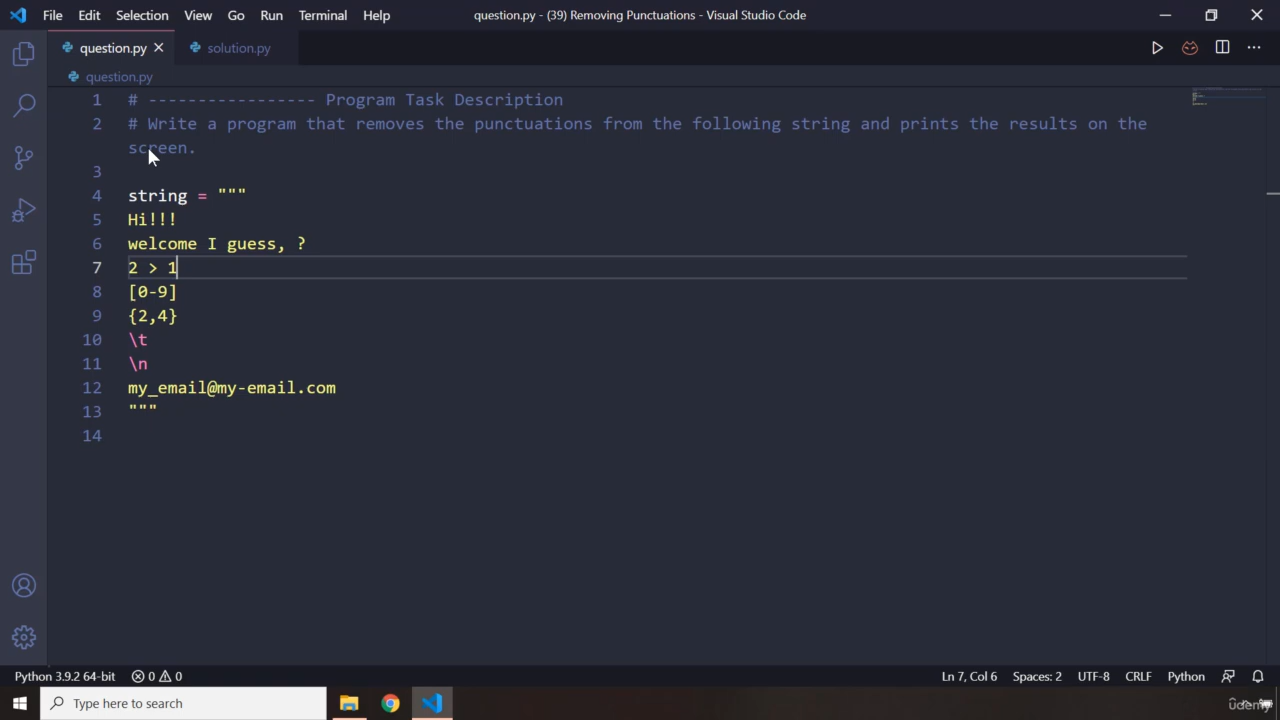 File Edit Selection View Go Run Terminal Help question.py - (39) Removing Punctuations - Visual Studio Code
question.py solution.py
question.py
1 # ----------------- Program Task Description
2 # Write a program that removes the punctuations from the following string and prints the results on the
screen.
3
4 string = """
5 Hi!!!
6 welcome I guess, ?
7 2 > 1
8 [0-9]
9 {2,4}
10 \t
11 \n
12 my_email@my-email.com
13 """
14
Python 3.9.2 64-bit 0 0 Ln 7, Col 6 Spaces: 2 UTF-8 CRLF Python
Type here to search
Udemy